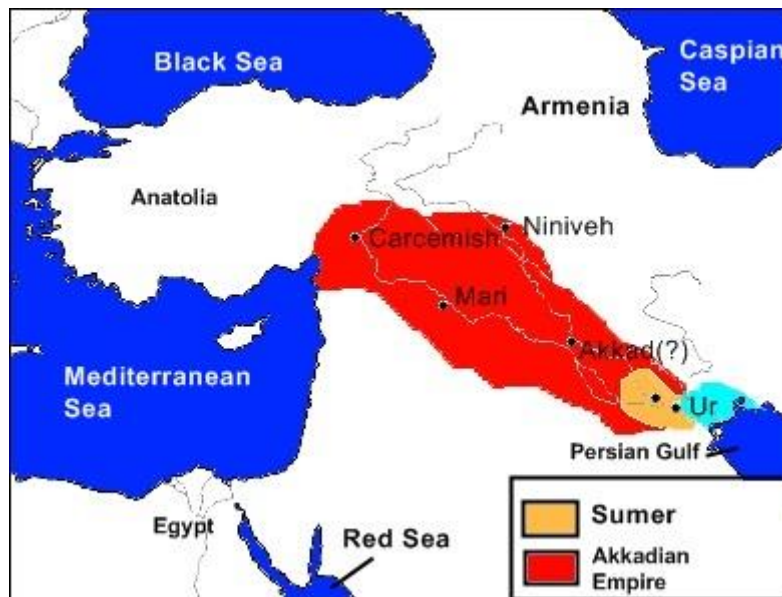 Black Sea
Caspian
Sea
Armenia
Anatolia
Carcemish
Niniveh
Mari
Akkad(?)
Mediterranean
Sea
Ur
Persian Gulf
Egypt
Red Sea
Sumer
Akkadian
Empire